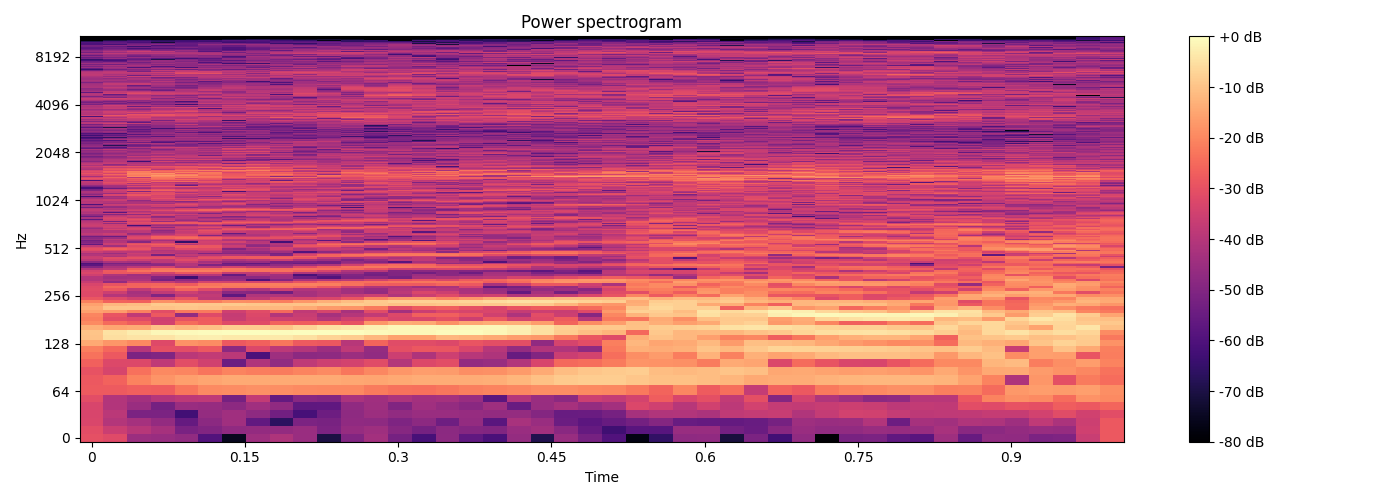 Power spectrogram
Hz
8192
4096
2048
1024
512
256
128
64
0
0 0.15 0.3 0.45 0.6 0.75 0.9
Time
+0 dB
-10 dB
-20 dB
-30 dB
-40 dB
-50 dB
-60 dB
-70 dB
-80 dB